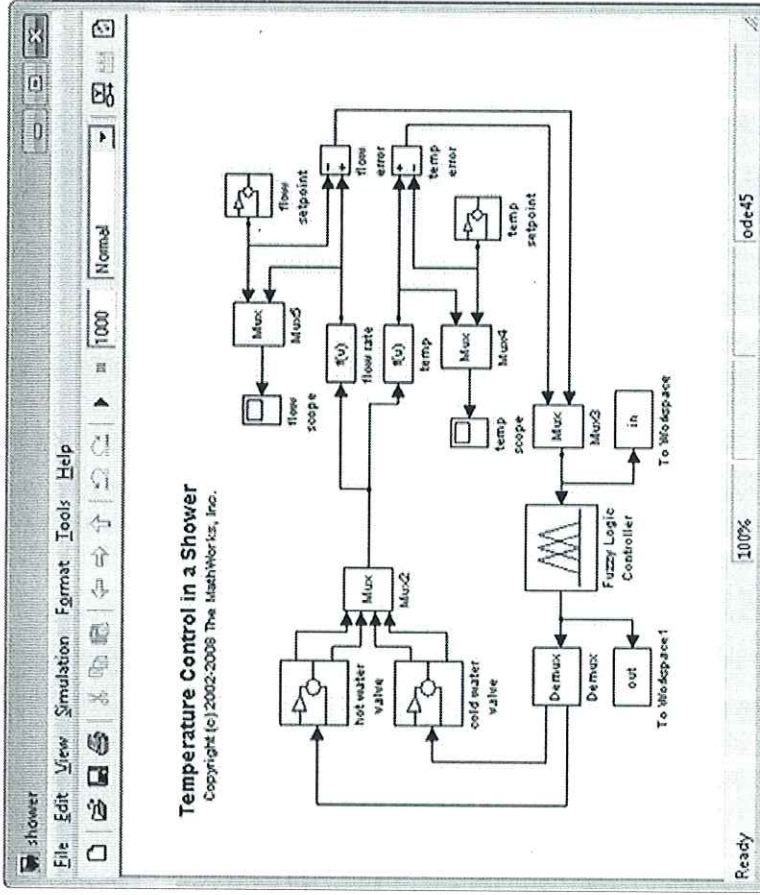 shower
File Edit View Simulation Format Tools Help
1000 Normal
Temperature Control in a Shower
Copyright (c) 2002-2008 The MathWorks, Inc.
flow
setpoint
Mux
Mux5
flow
scope
f(u)
flow rate
-
+
flow
error
hot water
valve
Mux
Mux2
f(u)
temp
+
-
temp
error
cold water
valve
Mux
Mux4
temp
scope
temp
setpoint
Demux
Demux
Fuzzy Logic
Controller
Mux
Mux3
out
To Workspace1
in
To Workspace
Ready 100% ode45